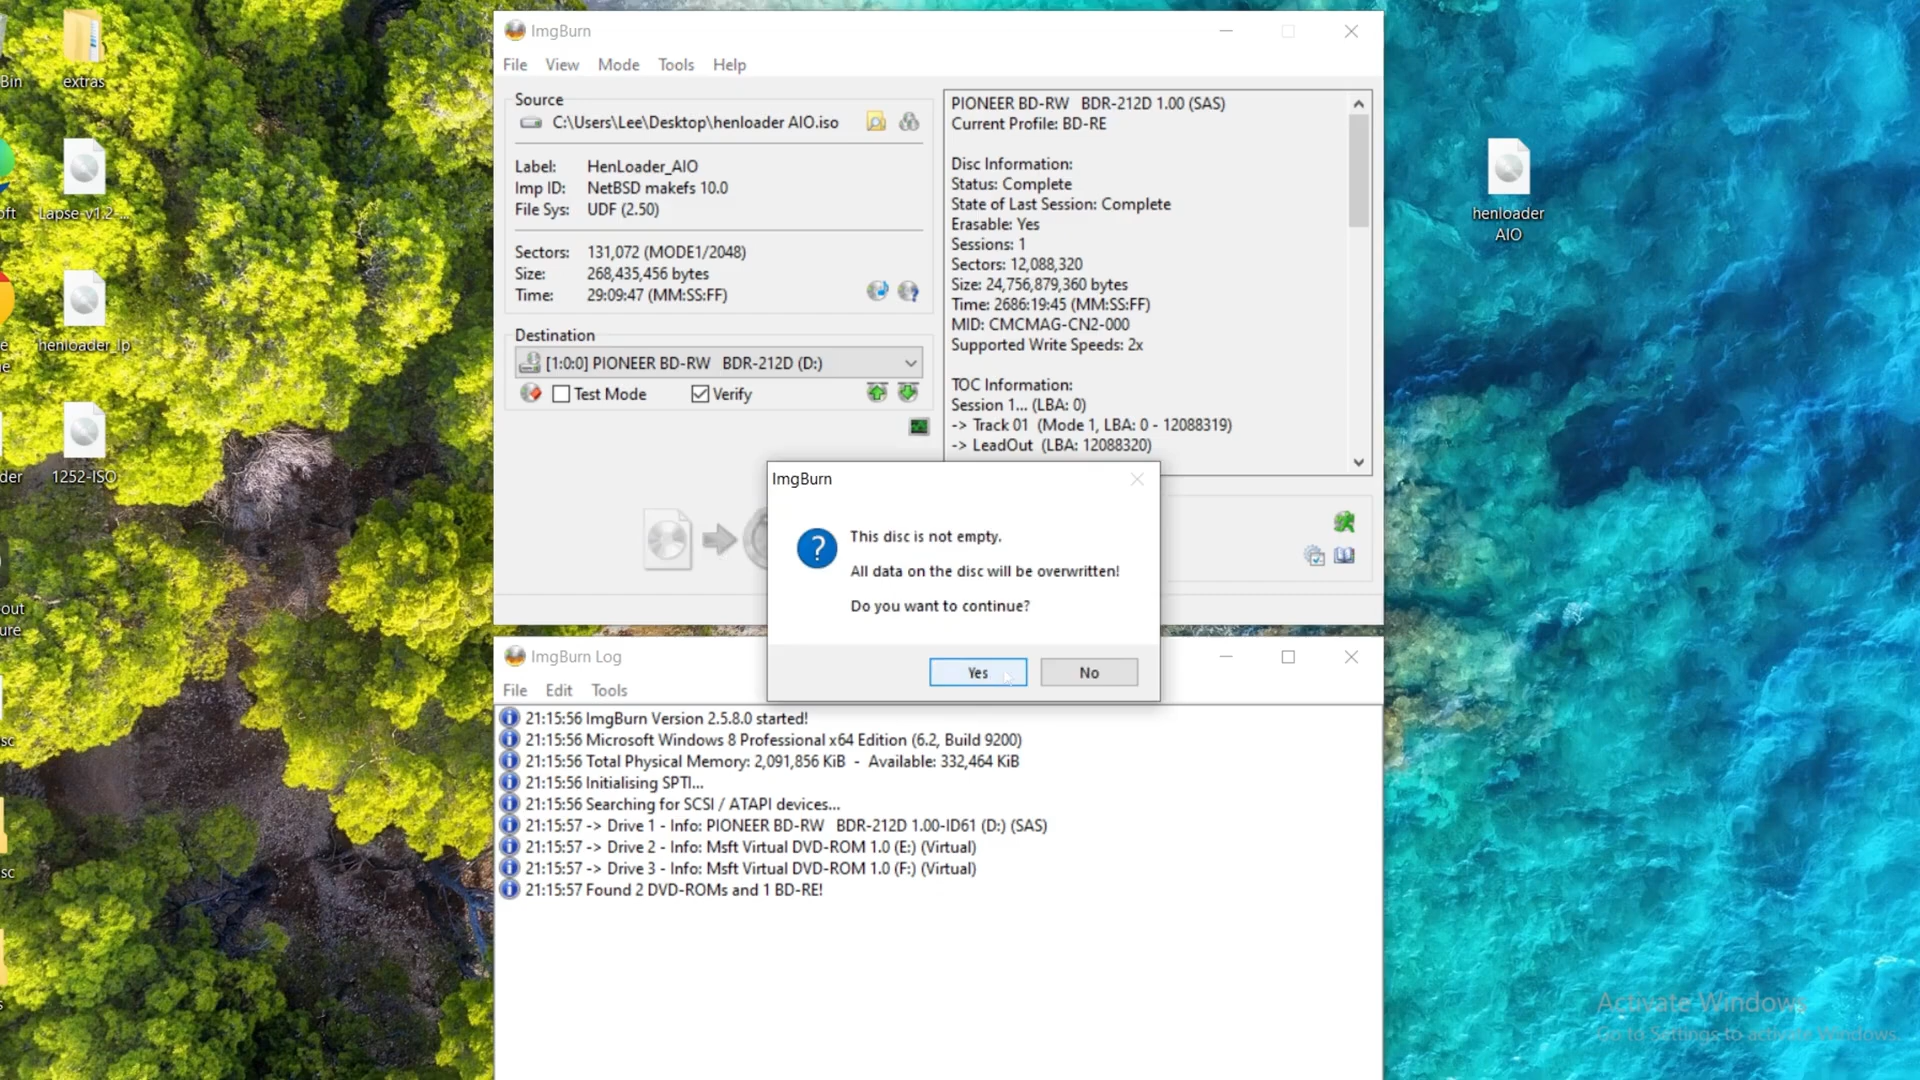 Bin
extras
oft
Lapse-v1.2-...
henloader_lp
e
ne
der
1252-ISO
out
ure
sc
sc
s
ImgBurn
File View Mode Tools Help
Source
C:\Users\Lee\Desktop\henloader AIO.iso
Label: HenLoader_AIO
Imp ID: NetBSD makefs 10.0
File Sys: UDF (2.50)
Sectors: 131,072 (MODE1/2048)
Size: 268,435,456 bytes
Time: 29:09:47 (MM:SS:FF)
Destination
[1:0:0] PIONEER BD-RW BDR-212D (D:)
Test Mode Verify
PIONEER BD-RW BDR-212D 1.00 (SAS)
Current Profile: BD-RE
Disc Information:
Status: Complete
State of Last Session: Complete
Erasable: Yes
Sessions: 1
Sectors: 12,088,320
Size: 24,756,879,360 bytes
Time: 2686:19:45 (MM:SS:FF)
MID: CMCMAG-CN2-000
Supported Write Speeds: 2x
TOC Information:
Session 1... (LBA: 0)
-> Track 01 (Mode 1, LBA: 0 - 12088319)
-> LeadOut (LBA: 12088320)
ImgBurn
This disc is not empty.
All data on the disc will be overwritten!
Do you want to continue?
Yes No
ImgBurn Log
File Edit Tools
21:15:56 ImgBurn Version 2.5.8.0 started!
21:15:56 Microsoft Windows 8 Professional x64 Edition (6.2, Build 9200)
21:15:56 Total Physical Memory: 2,091,856 KiB - Available: 332,464 KiB
21:15:56 Initialising SPTI...
21:15:56 Searching for SCSI / ATAPI devices...
21:15:57 -> Drive 1 - Info: PIONEER BD-RW BDR-212D 1.00-ID61 (D:) (SAS)
21:15:57 -> Drive 2 - Info: Msft Virtual DVD-ROM 1.0 (E:) (Virtual)
21:15:57 -> Drive 3 - Info: Msft Virtual DVD-ROM 1.0 (F:) (Virtual)
21:15:57 Found 2 DVD-ROMs and 1 BD-RE!
henloader
AIO
Activate Windows
Go to Settings to activate Windows.